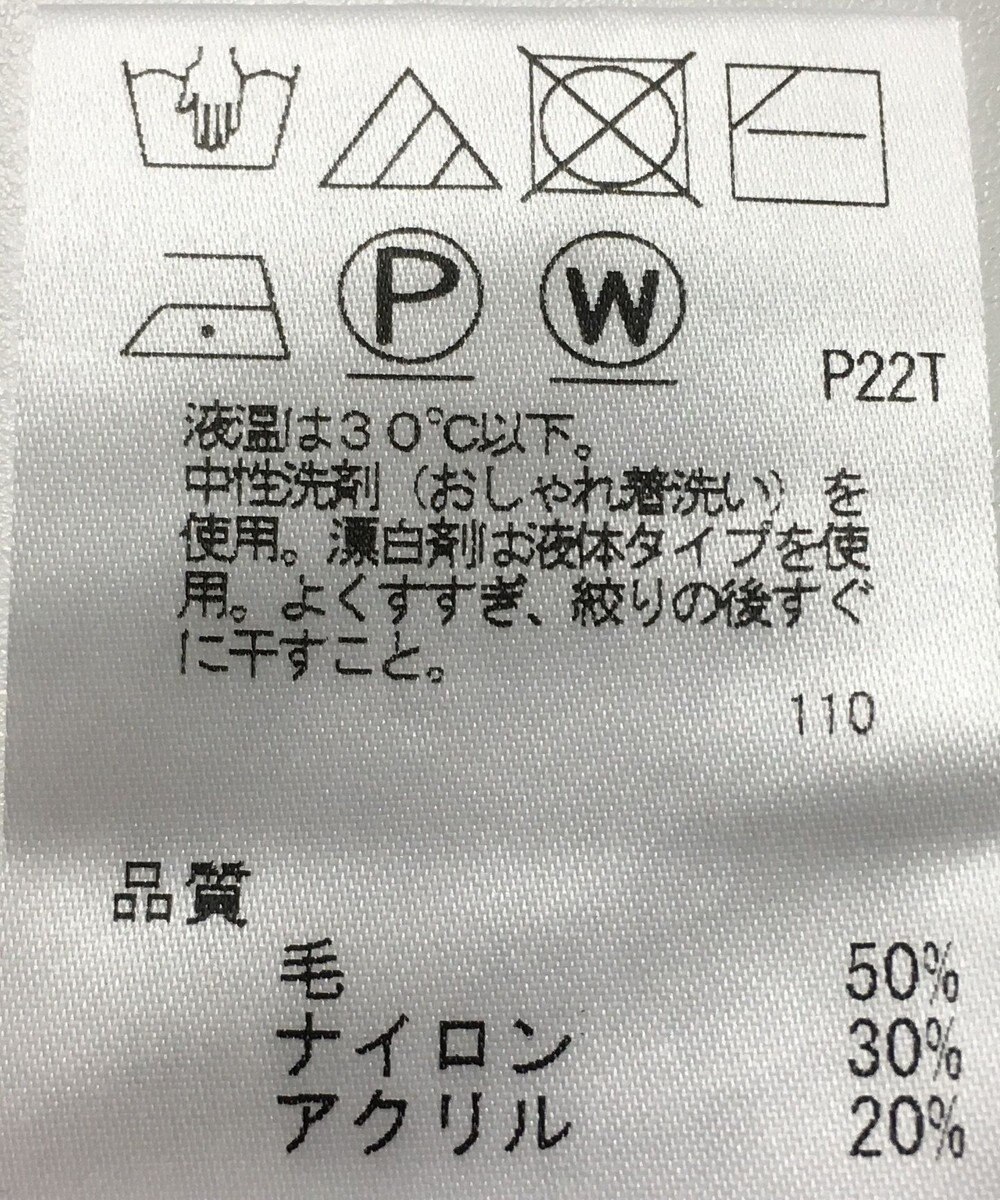 P
W
P22T
液温は30℃以下。
中性洗剤（おしゃれ着洗い）を
使用。漂白剤は液体タイプを使
用。よくすすぎ、絞りの後すぐ
に干すこと。
110
品質
毛 50%
ナイロン 30%
アクリル 20%